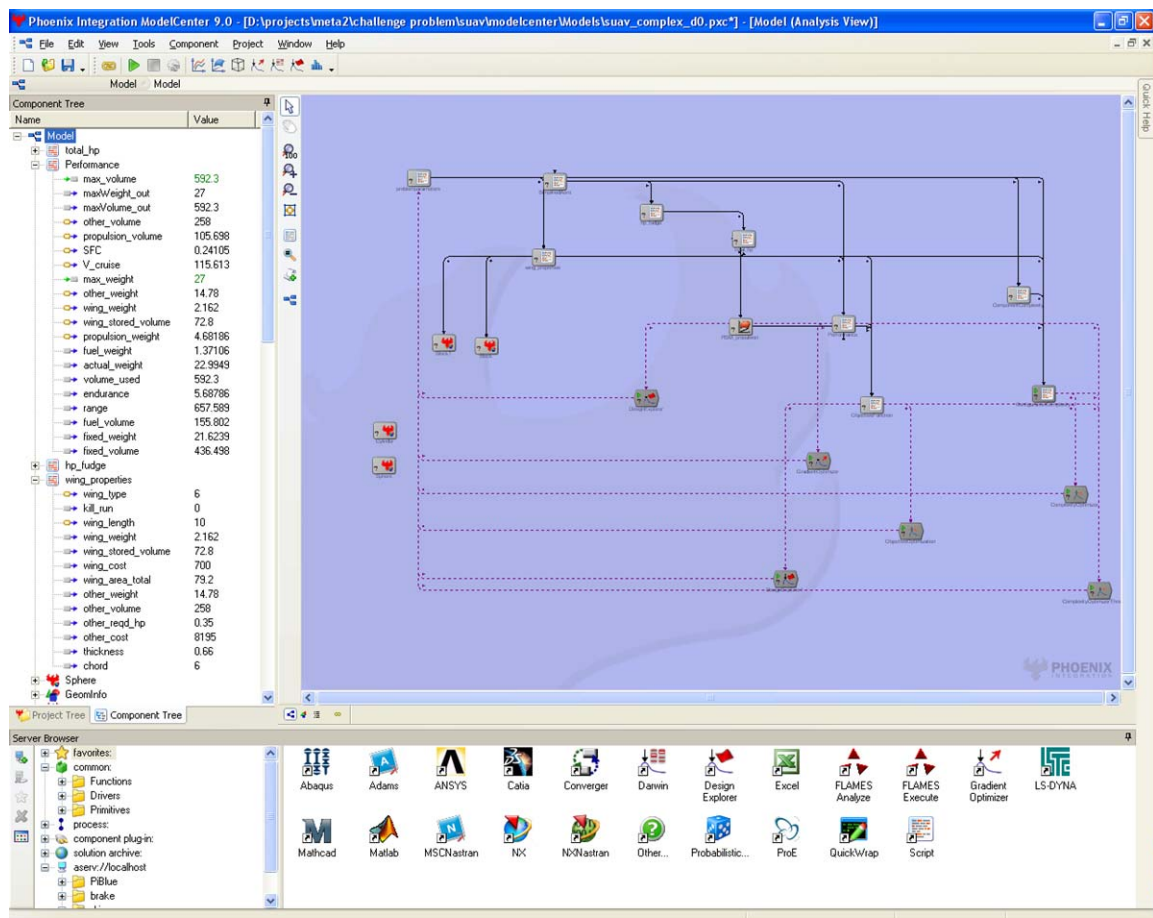 Phoenix Integration ModelCenter 9.0 - [D:\projects\meta2\challenge problem\suav\modelcenter\Models\suav_complex_d0.pxc*] - [Model (Analysis View)]
File Edit View Tools Component Project Window Help
Model Model
Component Tree
Name Value
Model
total_hp
Performance
max_volume 592.3
maxWeight_out 27
maxVolume_out 592.3
other_volume 258
propulsion_volume 105.698
SFC 0.24105
V_cruise 115.613
max_weight 27
other_weight 14.78
wing_weight 2.162
wing_stored_volume 72.8
propulsion_weight 4.68186
fuel_weight 1.37106
actual_weight 22.9949
volume_used 592.3
endurance 5.68786
range 657.589
fuel_volume 155.802
fixed_weight 21.6239
fixed_volume 436.498
hp_fudge
wing_properties
wing_type 6
kill_run 0
wing_length 10
wing_weight 2.162
wing_stored_volume 72.8
wing_cost 700
wing_area_total 79.2
other_weight 14.78
other_volume 258
other_reqd_hp 0.35
other_cost 8195
thickness 0.66
chord 6
Sphere
GeomInfo
Project Tree Component Tree
100
Quick Help
hp_fudge
wing_properties
PHOENIX
INTEGRATION
Server Browser
favorites:
common:
Functions
Drivers
Primitives
process:
component plug-in:
solution archive:
aserv://localhost
PiBlue
brake
Abaqus Adams ANSYS Catia Converger Darwin Design Explorer Excel FLAMES Analyze FLAMES Execute Gradient Optimizer LS-DYNA
Mathcad Matlab MSCNastran NX NXNastran Other... Probabilistic... ProE QuickWrap Script